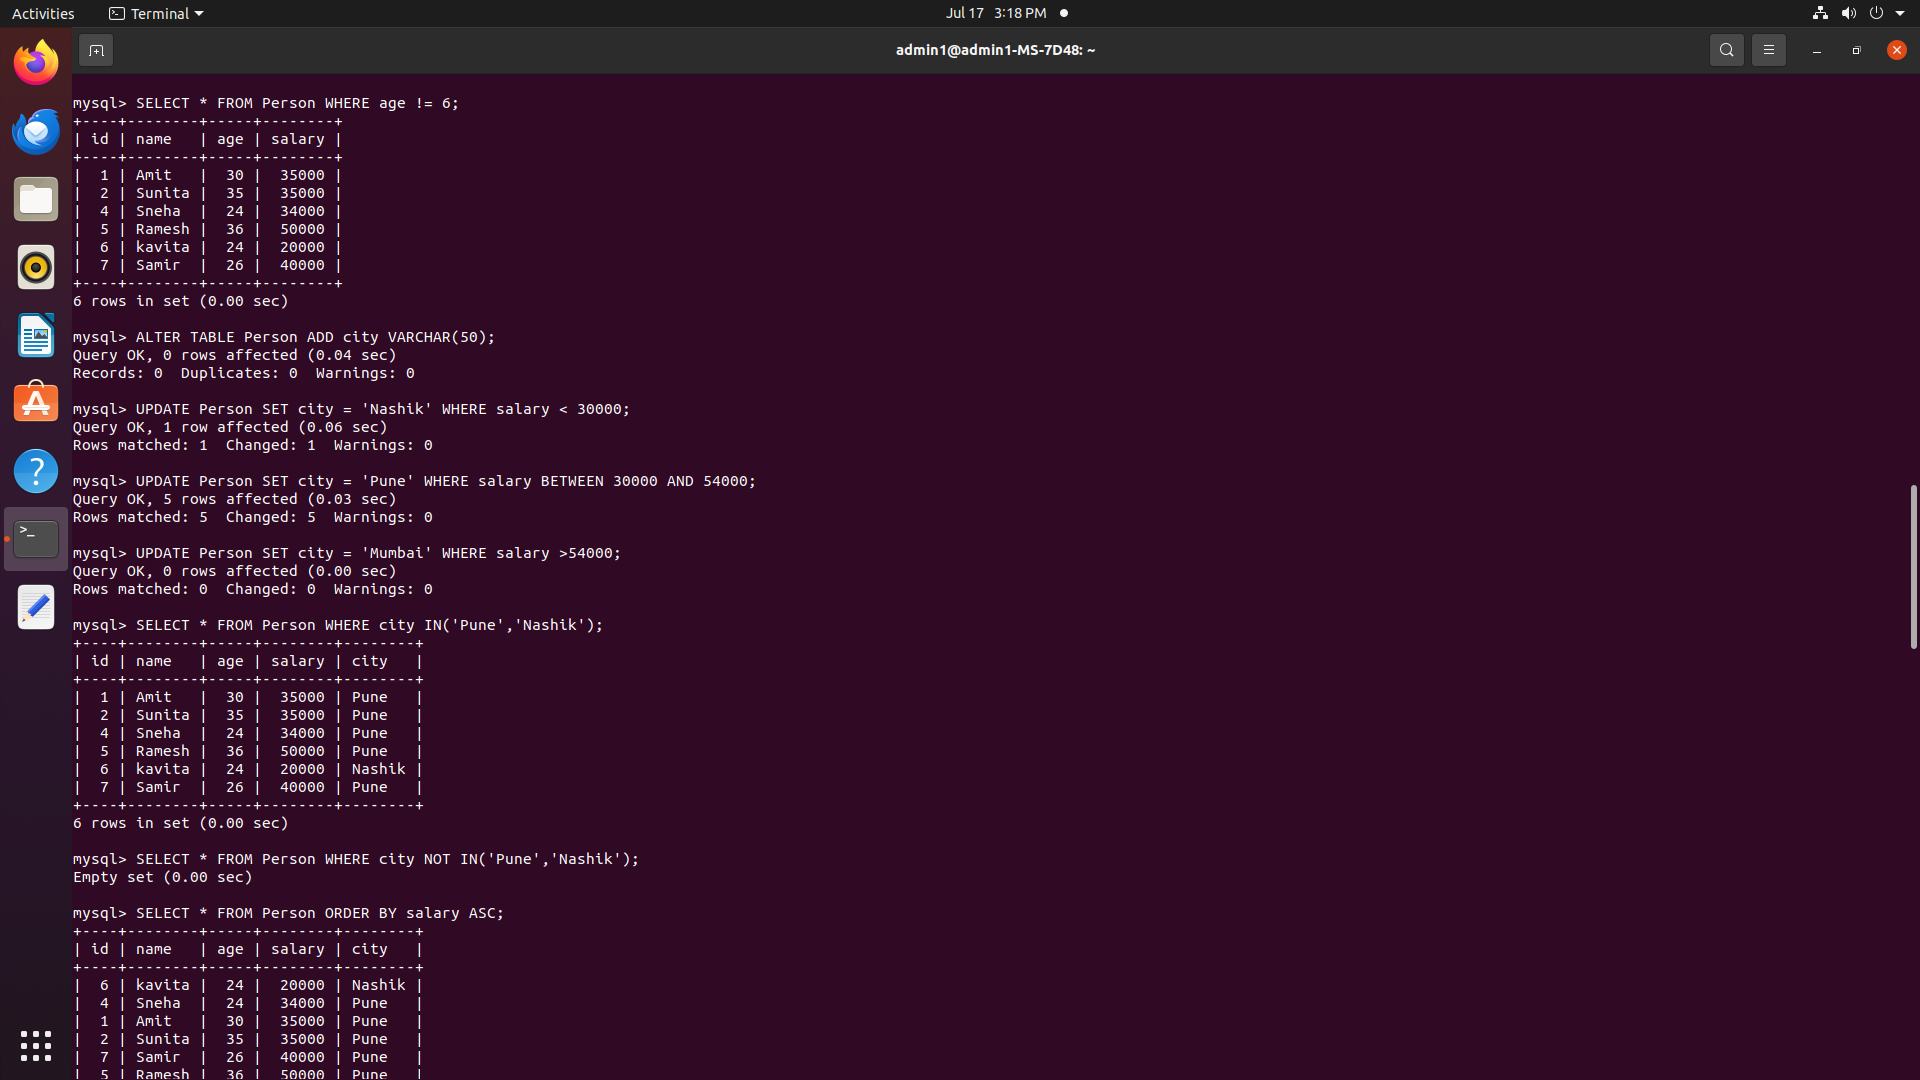 Activities Terminal Jul 17 3:18 PM
admin1@admin1-MS-7D48: ~
mysql> SELECT * FROM Person WHERE age != 6;
+----+--------+-----+--------+
| id | name   | age | salary |
+----+--------+-----+--------+
|  1 | Amit   |  30 |  35000 |
|  2 | Sunita |  35 |  35000 |
|  4 | Sneha  |  24 |  34000 |
|  5 | Ramesh |  36 |  50000 |
|  6 | kavita |  24 |  20000 |
|  7 | Samir  |  26 |  40000 |
+----+--------+-----+--------+
6 rows in set (0.00 sec)
mysql> ALTER TABLE Person ADD city VARCHAR(50);
Query OK, 0 rows affected (0.04 sec)
Records: 0  Duplicates: 0  Warnings: 0
mysql> UPDATE Person SET city = 'Nashik' WHERE salary < 30000;
Query OK, 1 row affected (0.06 sec)
Rows matched: 1  Changed: 1  Warnings: 0
mysql> UPDATE Person SET city = 'Pune' WHERE salary BETWEEN 30000 AND 54000;
Query OK, 5 rows affected (0.03 sec)
Rows matched: 5  Changed: 5  Warnings: 0
mysql> UPDATE Person SET city = 'Mumbai' WHERE salary >54000;
Query OK, 0 rows affected (0.00 sec)
Rows matched: 0  Changed: 0  Warnings: 0
mysql> SELECT * FROM Person WHERE city IN('Pune','Nashik');
+----+--------+-----+--------+--------+
| id | name   | age | salary | city   |
+----+--------+-----+--------+--------+
|  1 | Amit   |  30 |  35000 | Pune   |
|  2 | Sunita |  35 |  35000 | Pune   |
|  4 | Sneha  |  24 |  34000 | Pune   |
|  5 | Ramesh |  36 |  50000 | Pune   |
|  6 | kavita |  24 |  20000 | Nashik |
|  7 | Samir  |  26 |  40000 | Pune   |
+----+--------+-----+--------+--------+
6 rows in set (0.00 sec)
mysql> SELECT * FROM Person WHERE city NOT IN('Pune','Nashik');
Empty set (0.00 sec)
mysql> SELECT * FROM Person ORDER BY salary ASC;
+----+--------+-----+--------+--------+
| id | name   | age | salary | city   |
+----+--------+-----+--------+--------+
|  6 | kavita |  24 |  20000 | Nashik |
|  4 | Sneha  |  24 |  34000 | Pune   |
|  1 | Amit   |  30 |  35000 | Pune   |
|  2 | Sunita |  35 |  35000 | Pune   |
|  7 | Samir  |  26 |  40000 | Pune   |
|  5 | Ramesh |  36 |  50000 | Pune   |